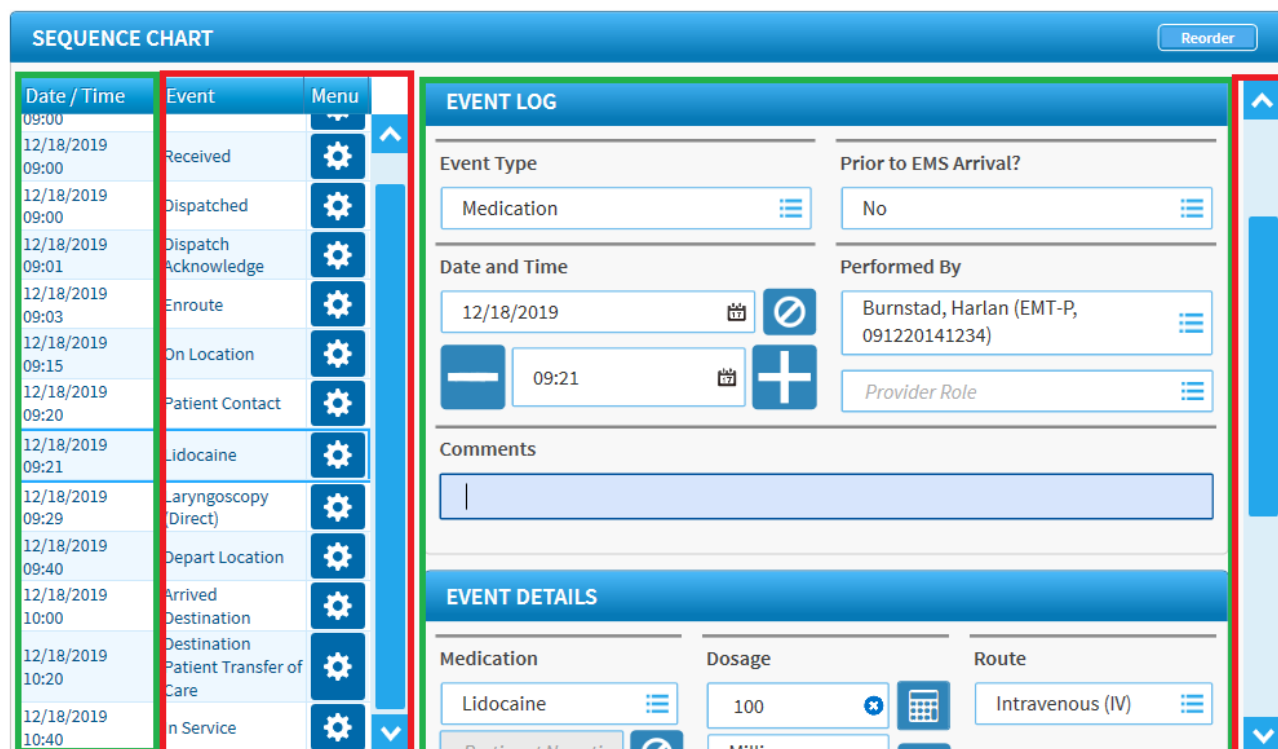 SEQUENCE CHART
Reorder
Date / Time Event Menu
09:00
12/18/2019
09:00
Received
12/18/2019
09:00
Dispatched
12/18/2019
09:01
Dispatch
Acknowledge
12/18/2019
09:03
Enroute
12/18/2019
09:15
On Location
12/18/2019
09:20
Patient Contact
12/18/2019
09:21
Lidocaine
12/18/2019
09:29
Laryngoscopy
(Direct)
12/18/2019
09:40
Depart Location
12/18/2019
10:00
Arrived
Destination
12/18/2019
10:20
Destination
Patient Transfer of
Care
12/18/2019
10:40
In Service
EVENT LOG
Event Type
Medication
Prior to EMS Arrival?
No
Date and Time
12/18/2019
17
09:21
17
Performed By
Burnstad, Harlan (EMT-P,
091220141234)
Provider Role
Comments
EVENT DETAILS
Medication
Lidocaine
Dosage
100
Route
Intravenous (IV)